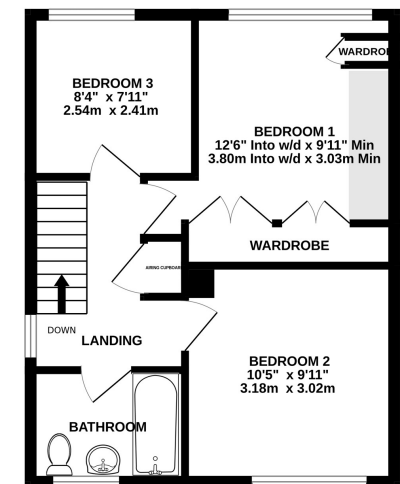 BEDROOM 3
8'4" x 7'11"
2.54m x 2.41m
WARDROBE
BEDROOM 1
12'6" Into w/d x 9'11" Min
3.80m Into w/d x 3.03m Min
WARDROBE
AIRING CUPBOARD
DOWN
LANDING
BEDROOM 2
10'5" x 9'11"
3.18m x 3.02m
BATHROOM